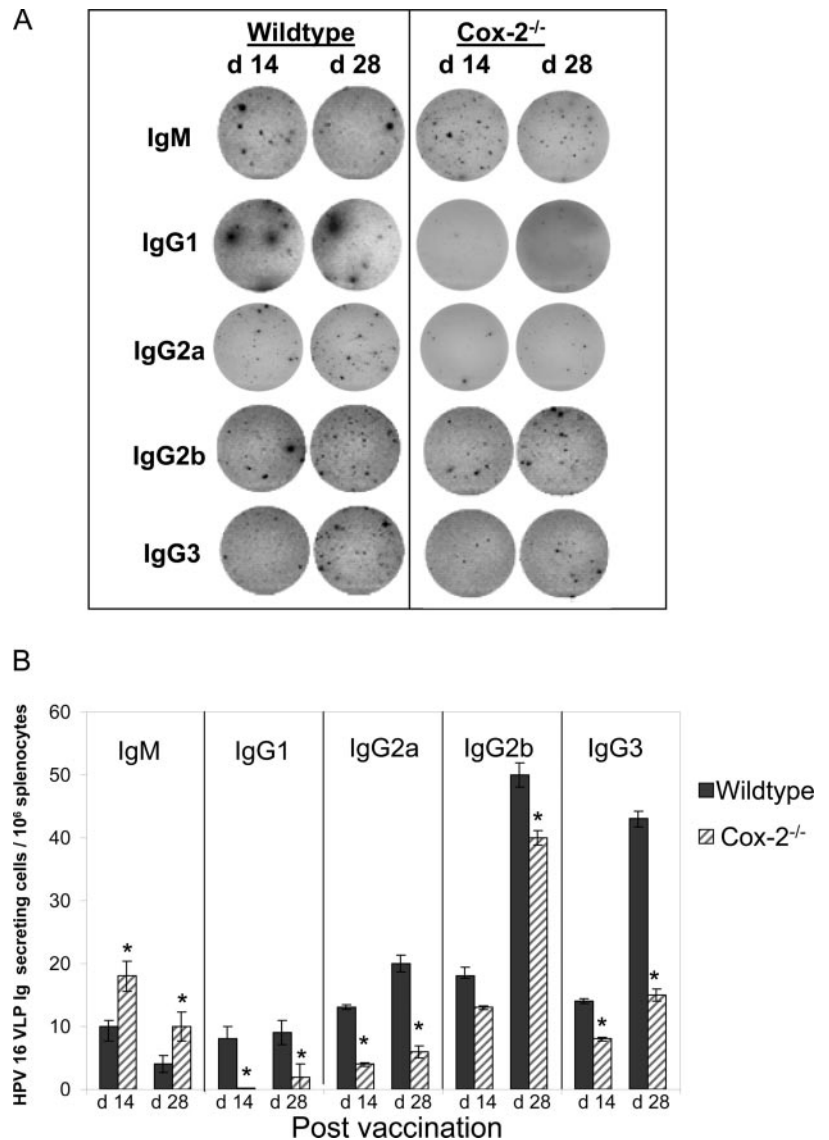 A
Wildtype Cox-2⁻/⁻
d 14 d 28 d 14 d 28
IgM
IgG1
IgG2a
IgG2b
IgG3
B
HPV 16 VLP Ig secreting cells / 10⁶ splenocytes
60
50
40
30
20
10
0
IgM IgG1 IgG2a IgG2b IgG3
* * * * * * * * *
Wildtype
Cox-2⁻/⁻
d 14 d 28 d 14 d 28 d 14 d 28 d 14 d 28 d 14 d 28
Post vaccination